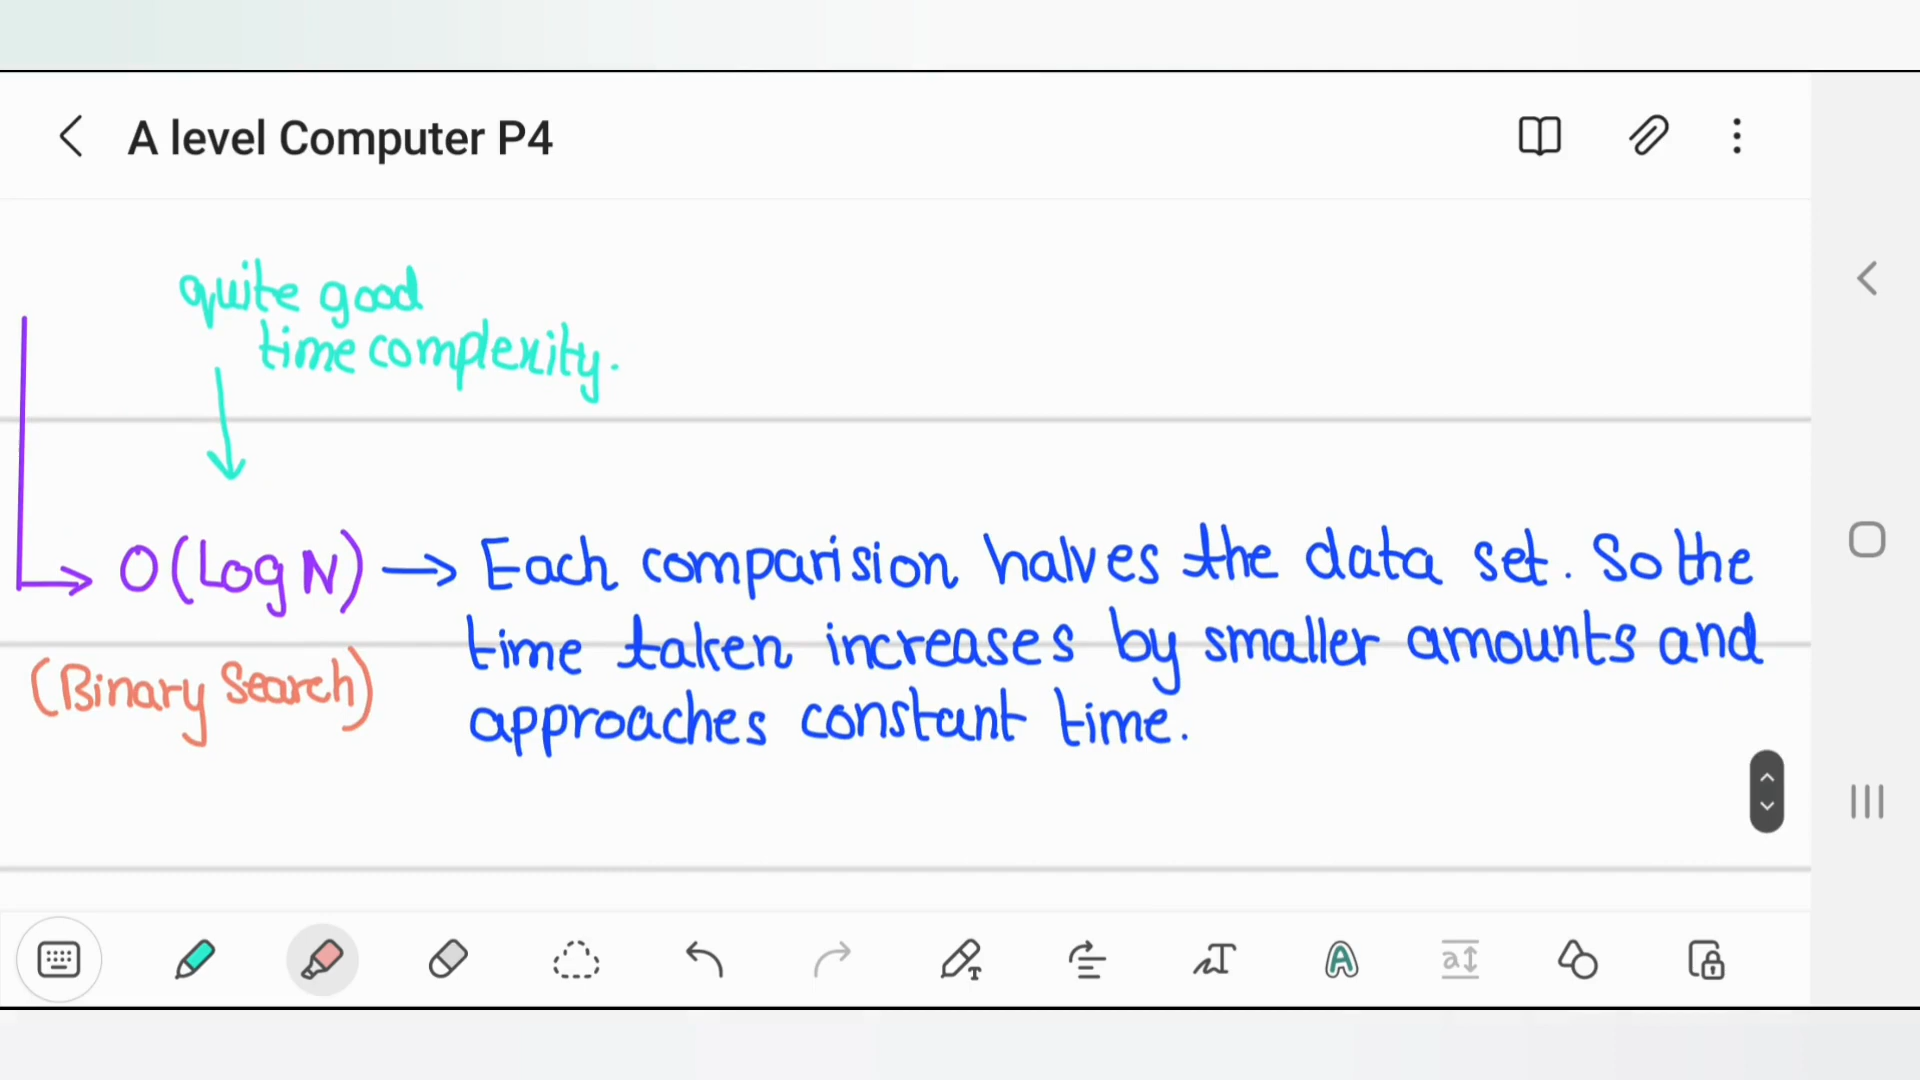 A level Computer P4
quite good
time complexity.
O(Log N) → Each comparision halves the data set. So the
time taken increases by smaller amounts and
(Binary Search)
approaches constant time.